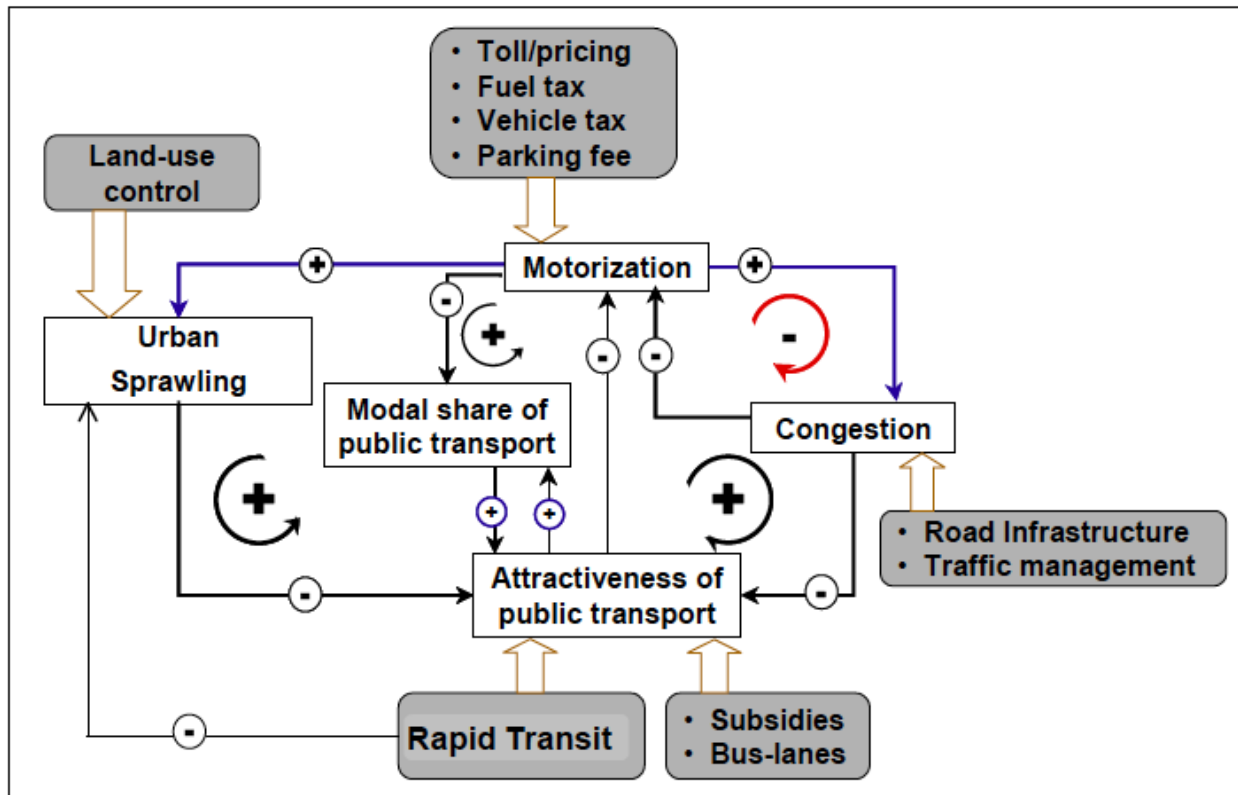 • Toll/pricing
• Fuel tax
• Vehicle tax
• Parking fee
Land-use
control
+
Motorization
+
-
+
-
-
-
Urban
Sprawling
Modal share of
public transport
Congestion
+
+
+
+
• Road Infrastructure
• Traffic management
Attractiveness of
public transport
-
-
-
Rapid Transit
• Subsidies
• Bus-lanes